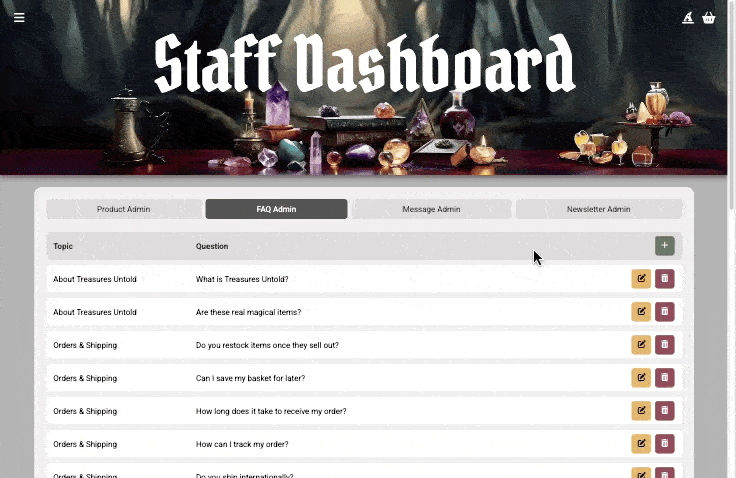 Staff Dashboard
Product Admin
FAQ Admin
Message Admin
Newsletter Admin
Topic
Question
+
About Treasures Untold
What is Treasures Untold?
About Treasures Untold
Are these real magical items?
Orders & Shipping
Do you restock items once they sell out?
Orders & Shipping
Can I save my basket for later?
Orders & Shipping
How long does it take to receive my order?
Orders & Shipping
How can I track my order?
Orders & Shipping
Do you ship internationally?